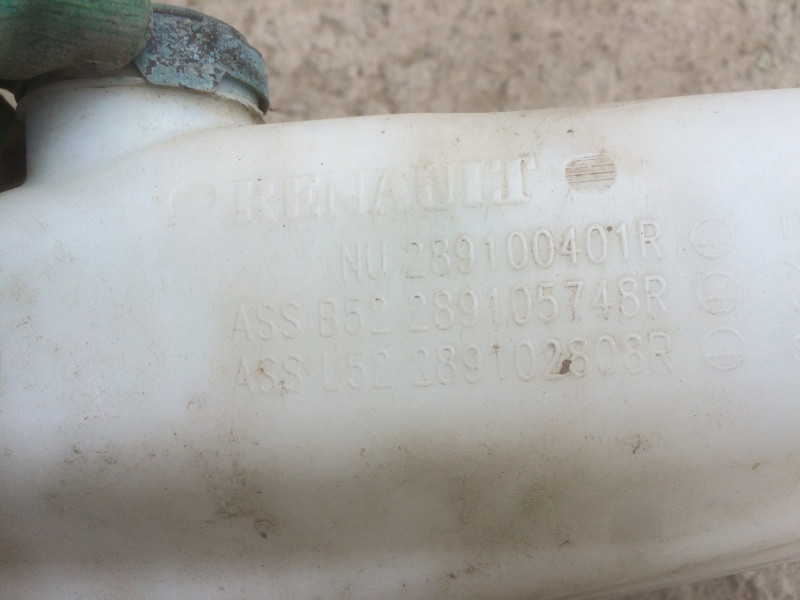 RENAULT
NU 289100401R
ASS B52 289105748R
ASS L52 289102808R